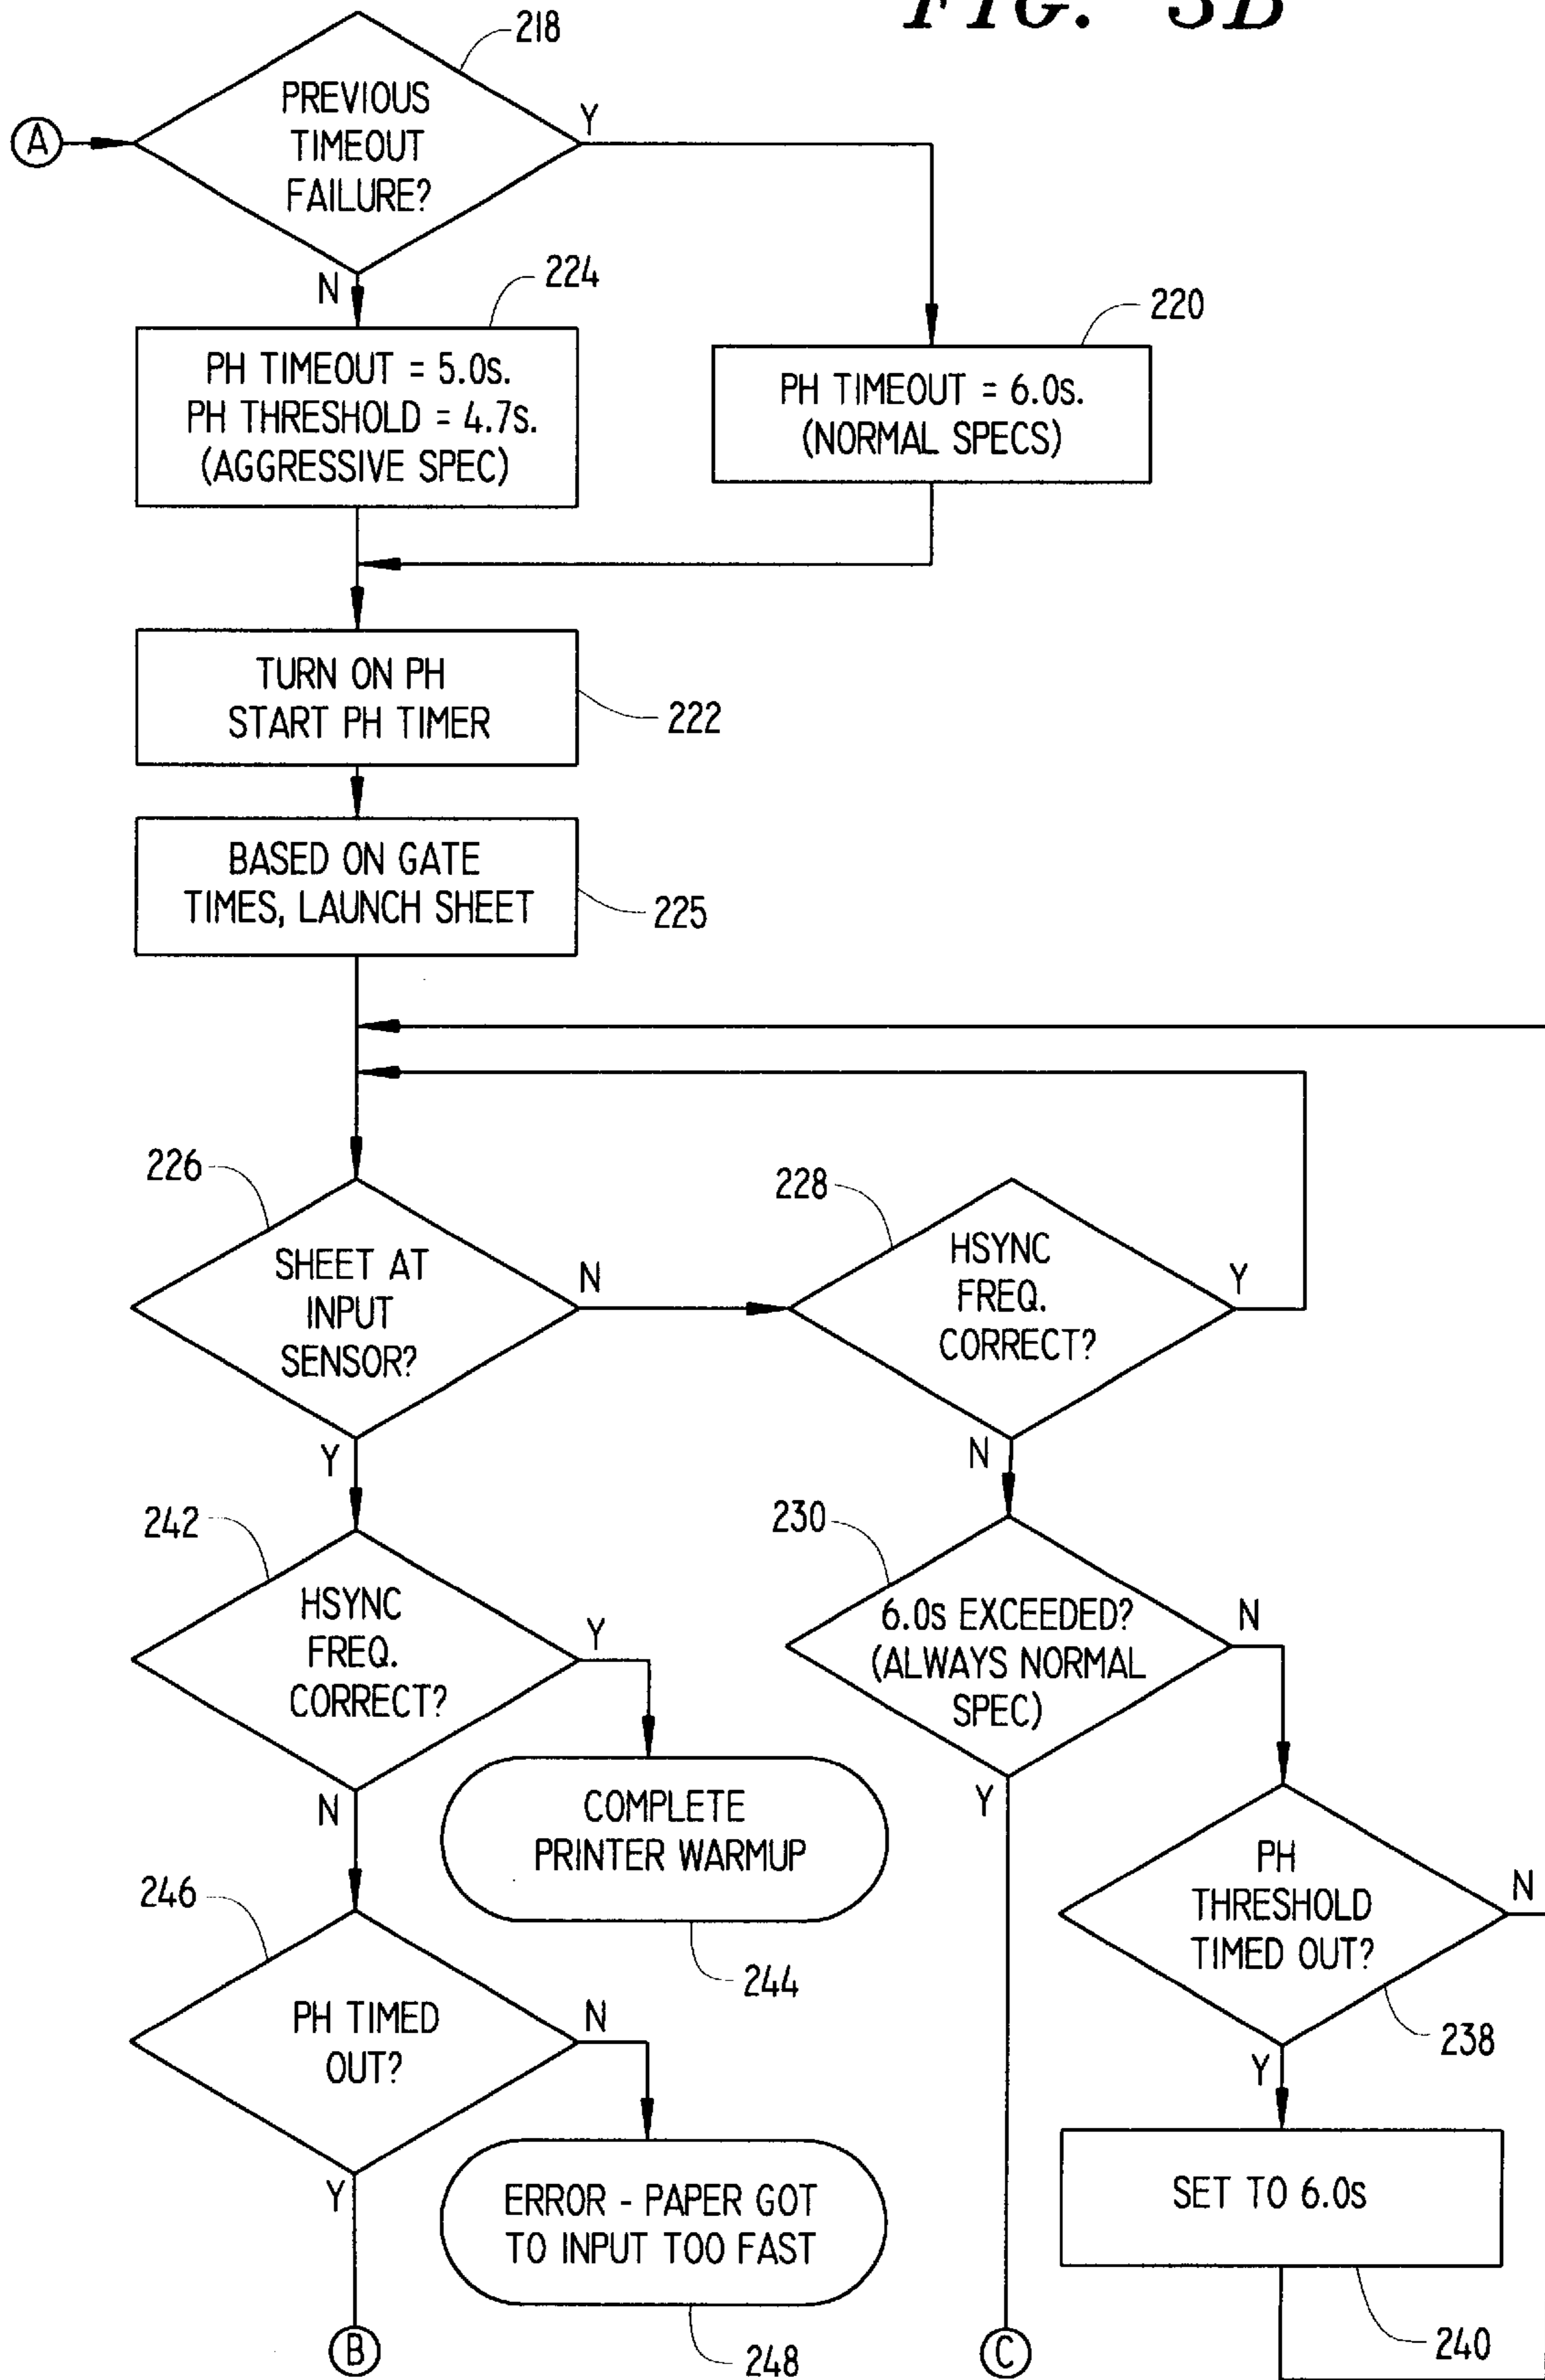 FIG. 3B
218
PREVIOUS
TIMEOUT
FAILURE?
Y
A
N
224
220
PH TIMEOUT = 5.0s.
PH THRESHOLD = 4.7s.
(AGGRESSIVE SPEC)
PH TIMEOUT = 6.0s.
(NORMAL SPECS)
TURN ON PH
START PH TIMER
222
BASED ON GATE
TIMES, LAUNCH SHEET
225
226
SHEET AT
INPUT
SENSOR?
N
Y
228
HSYNC
FREQ.
CORRECT?
Y
N
242
HSYNC
FREQ.
CORRECT?
Y
N
230
6.0s EXCEEDED?
(ALWAYS NORMAL
SPEC)
N
Y
COMPLETE
PRINTER WARMUP
244
PH
THRESHOLD
TIMED OUT?
N
238
Y
246
PH TIMED
OUT?
N
Y
ERROR - PAPER GOT
TO INPUT TOO FAST
248
SET TO 6.0s
240
B
C